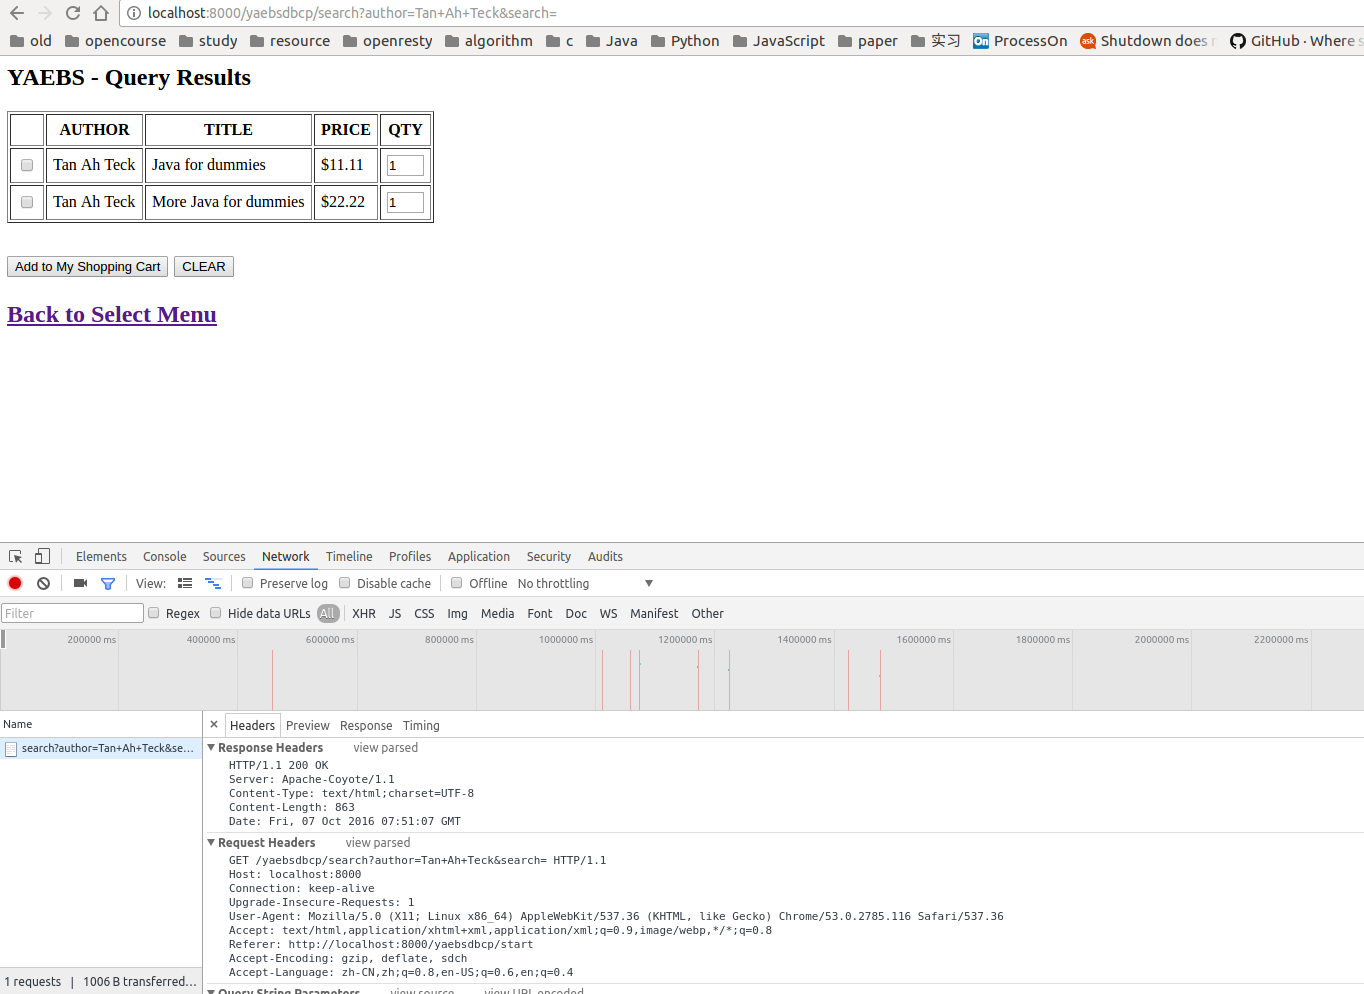 localhost:8000/yaebsdbcp/search?author=Tan+Ah+Teck&search=
old opencourse study resource openresty algorithm c Java Python JavaScript paper 实习 On ProcessOn ask Shutdown does GitHub · Where
YAEBS - Query Results
AUTHOR TITLE PRICE QTY
Tan Ah Teck Java for dummies $11.11 1
Tan Ah Teck More Java for dummies $22.22 1
Add to My Shopping Cart CLEAR
Back to Select Menu
Elements Console Sources Network Timeline Profiles Application Security Audits
View: Preserve log Disable cache Offline No throttling
Filter Regex Hide data URLs All XHR JS CSS Img Media Font Doc WS Manifest Other
200000 ms 400000 ms 600000 ms 800000 ms 1000000 ms 1200000 ms 1400000 ms 1600000 ms 1800000 ms 2000000 ms 2200000 ms
Name × Headers Preview Response Timing
search?author=Tan+Ah+Teck&se...
Response Headers view parsed
HTTP/1.1 200 OK
Server: Apache-Coyote/1.1
Content-Type: text/html;charset=UTF-8
Content-Length: 863
Date: Fri, 07 Oct 2016 07:51:07 GMT
Request Headers view parsed
GET /yaebsdbcp/search?author=Tan+Ah+Teck&search= HTTP/1.1
Host: localhost:8000
Connection: keep-alive
Upgrade-Insecure-Requests: 1
User-Agent: Mozilla/5.0 (X11; Linux x86_64) AppleWebKit/537.36 (KHTML, like Gecko) Chrome/53.0.2785.116 Safari/537.36
Accept: text/html,application/xhtml+xml,application/xml;q=0.9,image/webp,*/*;q=0.8
Referer: http://localhost:8000/yaebsdbcp/start
Accept-Encoding: gzip, deflate, sdch
Accept-Language: zh-CN,zh;q=0.8,en-US;q=0.6,en;q=0.4
1 requests | 1006 B transferred...
Query String Parameters view source view URL encoded